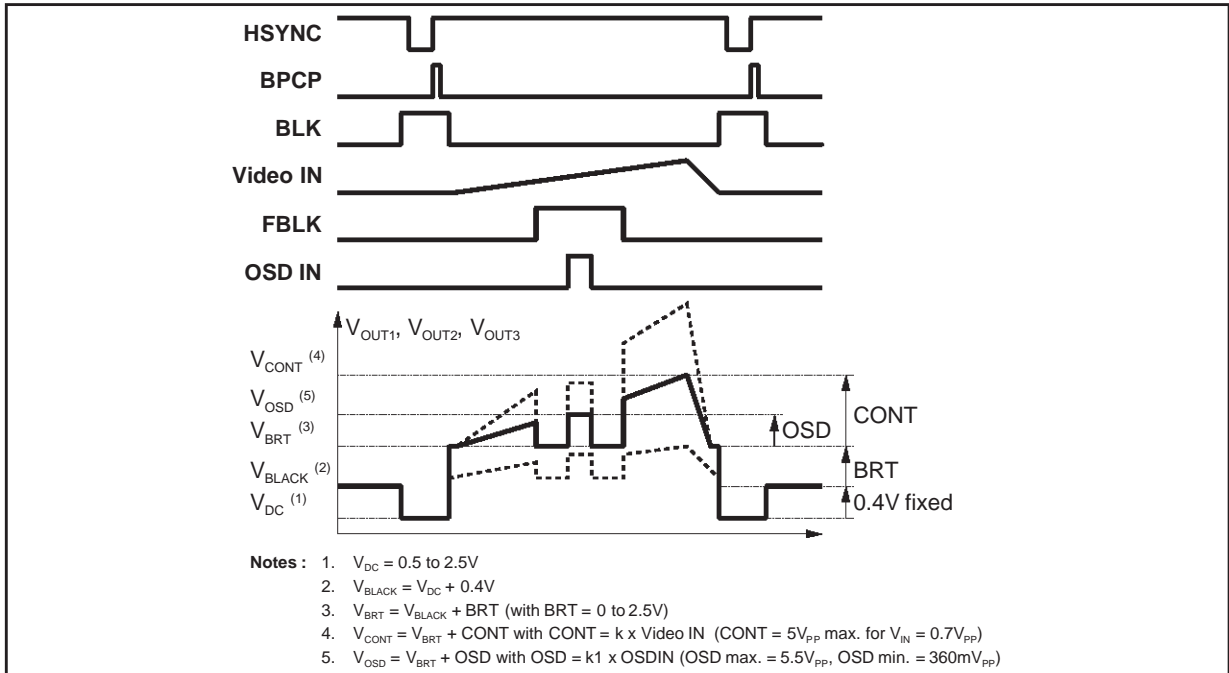 HSYNC
BPCP
BLK
Video IN
FBLK
OSD IN
VOUT1, VOUT2, VOUT3
VCONT (4)
VOSD (5)
VBRT (3)
VBLACK (2)
VDC (1)
CONT
OSD
BRT
0.4V fixed
Notes : 1. VDC = 0.5 to 2.5V
2. VBLACK = VDC + 0.4V
3. VBRT = VBLACK + BRT (with BRT = 0 to 2.5V)
4. VCONT = VBRT + CONT with CONT = k x Video IN (CONT = 5VPP max. for VIN = 0.7VPP)
5. VOSD = VBRT + OSD with OSD = k1 x OSDIN (OSD max. = 5.5VPP, OSD min. = 360mVPP)